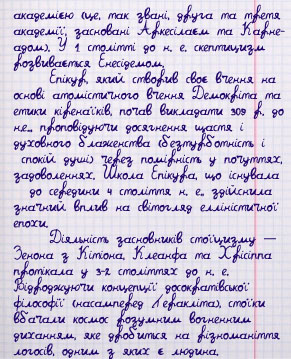 академією (це, так звані, друга та третя
академії, засновані Аркесілаєм та Карне-
адом). У 1 столітті до н. е. скептицизм
розвивається Енесідемом.
Епікур, який створив своє вчення на
основі атомістичного вчення Демокріта та
етики кіренаїків, почав викладати 309 р. до
н.е., проповідуючи досягнення щастя і
духовного блаженства (безтурботність і
спокій душі) через помірність у почуттях,
задоволеннях. Школа Епікура, що існувала
до середини 4 століття н. е., здійснила
значний вплив на світогляд елліністичної
епохи.
Діяльність засновників стоїцизму —
Зенона з Кітіона, Клеанфа та Хрісіппа
протікала у 3-2 століттях до н. е.
Відроджуючи концепції досократівської
філософії (насамперед Геракліта), стоїки
вбачали космос розумним вогненним
диханням, яке дробиться на різноманіття
логосів, одним з яких є людина.